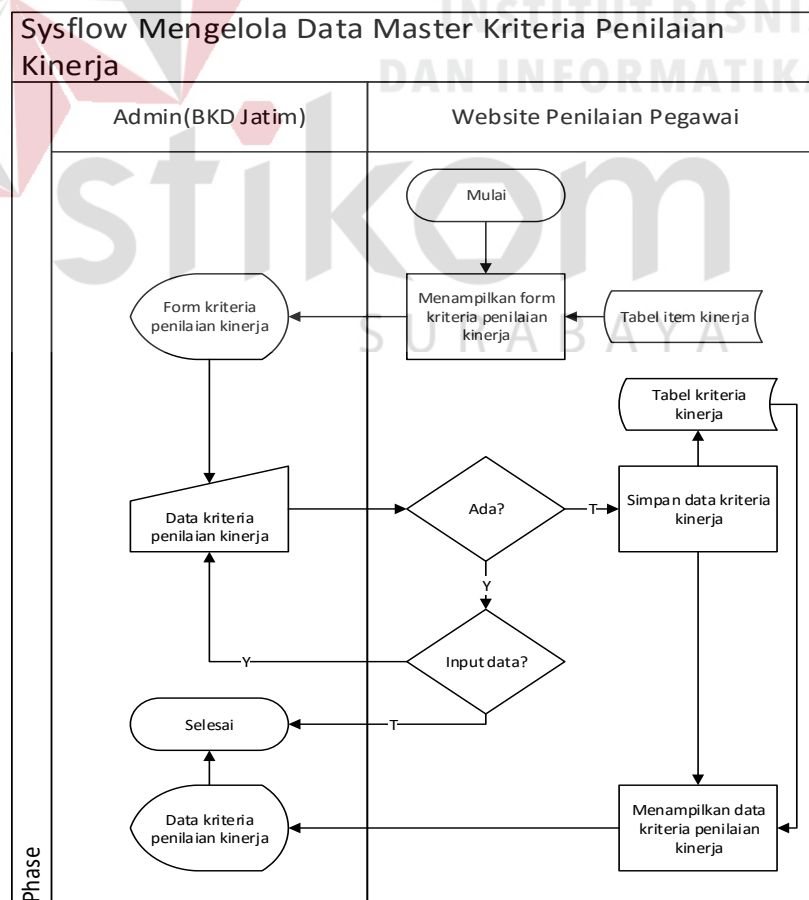 INSTITUT BISNI
DAN INFORMATIKA
stikom
SURABAYA
Sysflow Mengelola Data Master Kriteria Penilaian
Kinerja
Admin(BKD Jatim)
Website Penilaian Pegawai
Mulai
Form kriteria
penilaian kinerja
Menampilkan form
kriteria penilaian
kinerja
Tabel item kinerja
Tabel kriteria
kinerja
Data kriteria
penilaian kinerja
Ada?
T
Simpan data kriteria
kinerja
Y
Input data?
Y
Selesai
T
Data kriteria
penilaian kinerja
Menampilkan data
kriteria penilaian
kinerja
Phase